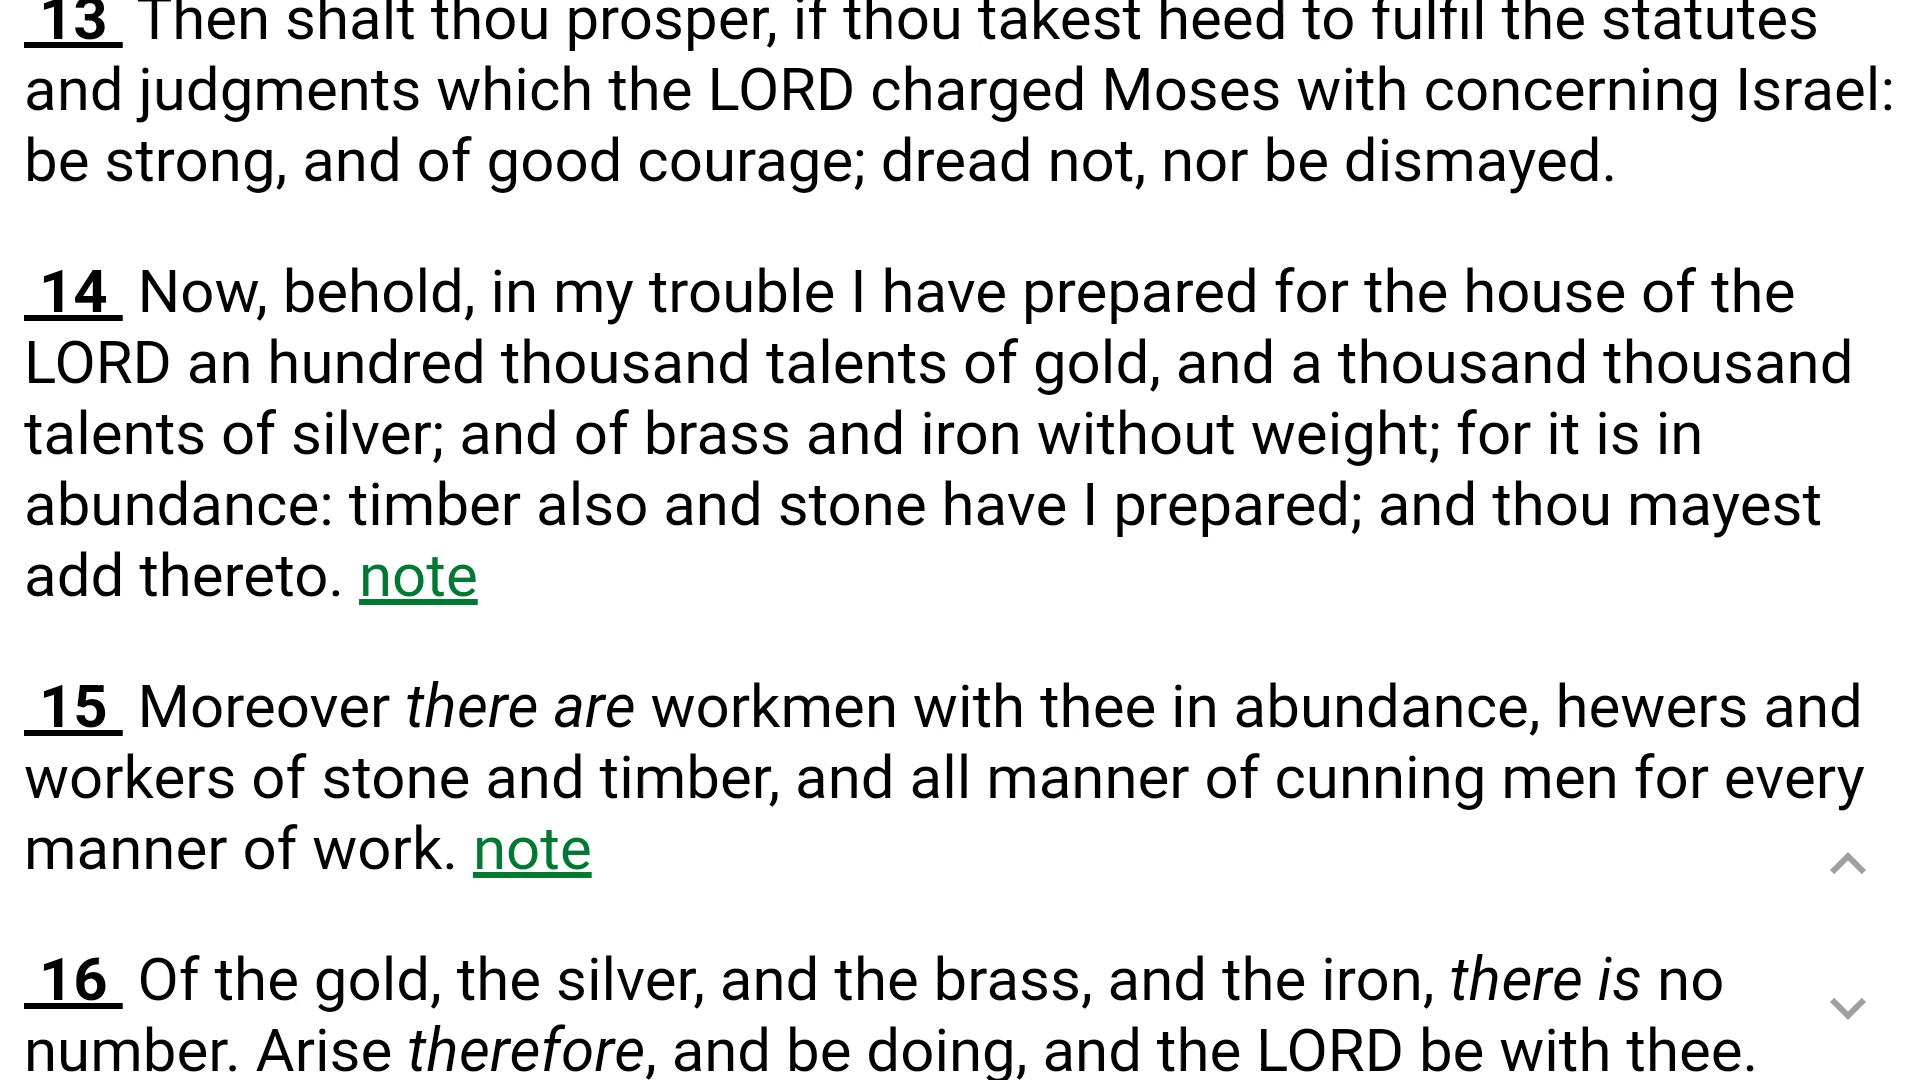 13 Then shalt thou prosper, if thou takest heed to fulfil the statutes
and judgments which the LORD charged Moses with concerning Israel:
be strong, and of good courage; dread not, nor be dismayed.
14 Now, behold, in my trouble I have prepared for the house of the
LORD an hundred thousand talents of gold, and a thousand thousand
talents of silver; and of brass and iron without weight; for it is in
abundance: timber also and stone have I prepared; and thou mayest
add thereto. note
15 Moreover there are workmen with thee in abundance, hewers and
workers of stone and timber, and all manner of cunning men for every
manner of work. note
16 Of the gold, the silver, and the brass, and the iron, there is no
number. Arise therefore, and be doing, and the LORD be with thee.